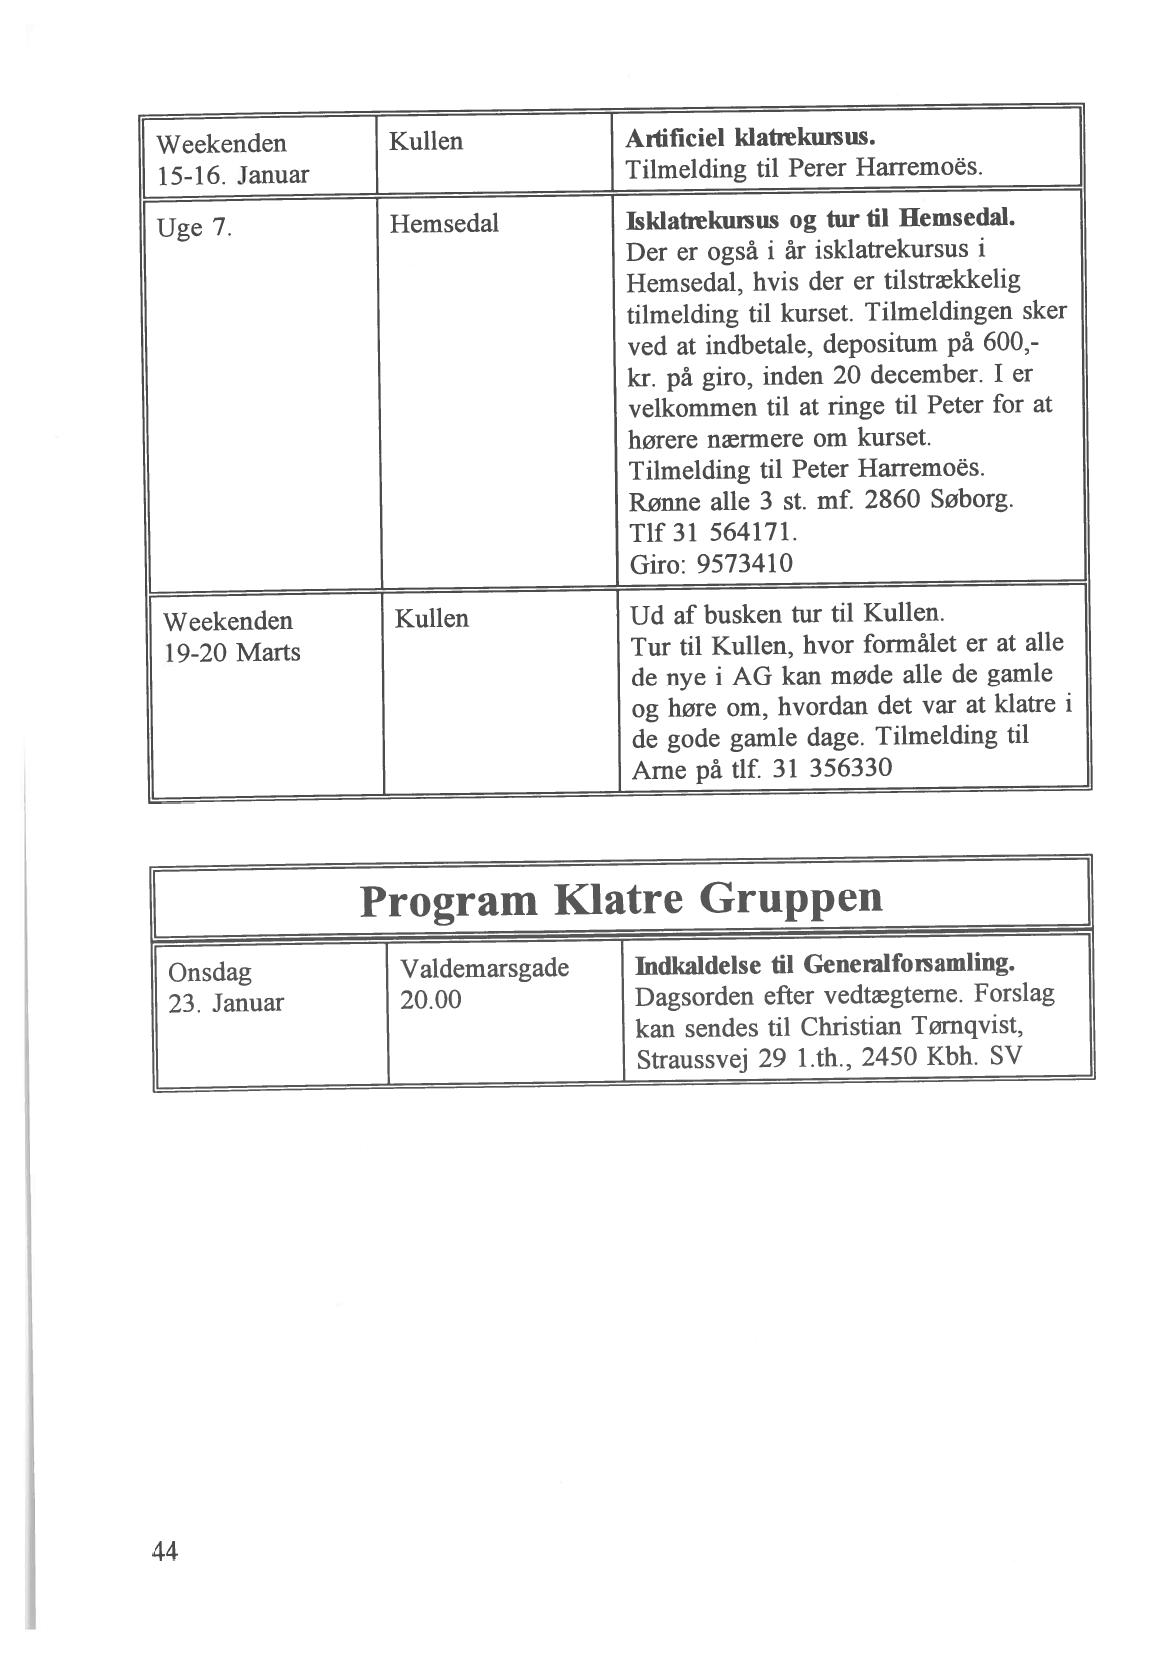 Weekenden
15-16. Januar
Kullen
Artificiel klatrekursus.
Tilmelding til Perer Harremoës.
Uge 7.
Hemsedal
Isklatrekursus og tur til Hemsedal.
Der er også i år isklatrekursus i
Hemsedal, hvis der er tilstrækkelig
tilmelding til kurset. Tilmeldingen sker
ved at indbetale, depositum på 600,-
kr. på giro, inden 20 december. I er
velkommen til at ringe til Peter for at
hørere nærmere om kurset.
Tilmelding til Peter Harremoës.
Rønne alle 3 st. mf. 2860 Søborg.
Tlf 31 564171.
Giro: 9573410
Weekenden
19-20 Marts
Kullen
Ud af busken tur til Kullen.
Tur til Kullen, hvor formålet er at alle
de nye i AG kan møde alle de gamle
og høre om, hvordan det var at klatre i
de gode gamle dage. Tilmelding til
Arne på tlf. 31 356330
Program Klatre Gruppen
Onsdag
23. Januar
Valdemarsgade
20.00
Indkaldelse til Generalforsamling.
Dagsorden efter vedtægterne. Forslag
kan sendes til Christian Tørnqvist,
Straussvej 29 1.th., 2450 Kbh. SV
44